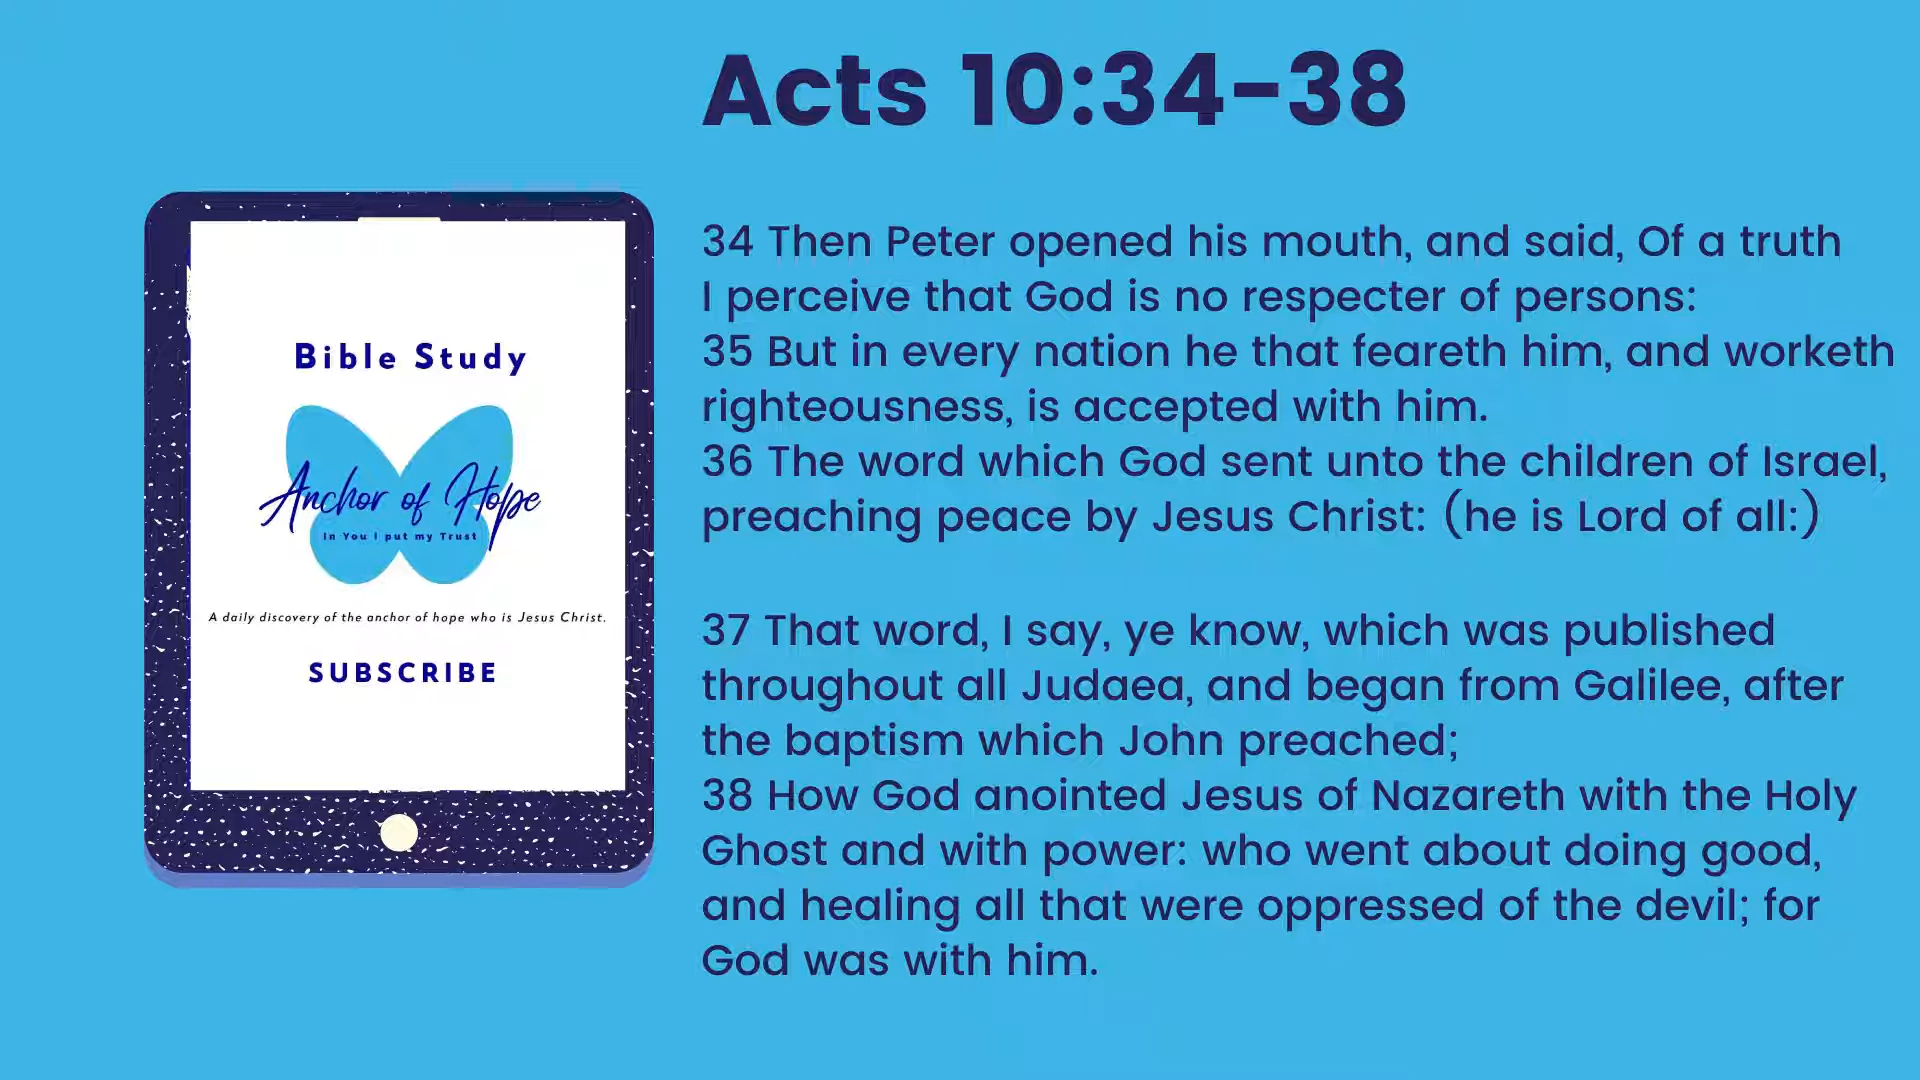 Acts 10:34-38
Bible Study
Anchor of Hope
In You I put my Trust
A daily discovery of the anchor of hope who is Jesus Christ.
SUBSCRIBE
34 Then Peter opened his mouth, and said, Of a truth
I perceive that God is no respecter of persons:
35 But in every nation he that feareth him, and worketh
righteousness, is accepted with him.
36 The word which God sent unto the children of Israel,
preaching peace by Jesus Christ: (he is Lord of all:)
37 That word, I say, ye know, which was published
throughout all Judaea, and began from Galilee, after
the baptism which John preached;
38 How God anointed Jesus of Nazareth with the Holy
Ghost and with power: who went about doing good,
and healing all that were oppressed of the devil; for
God was with him.